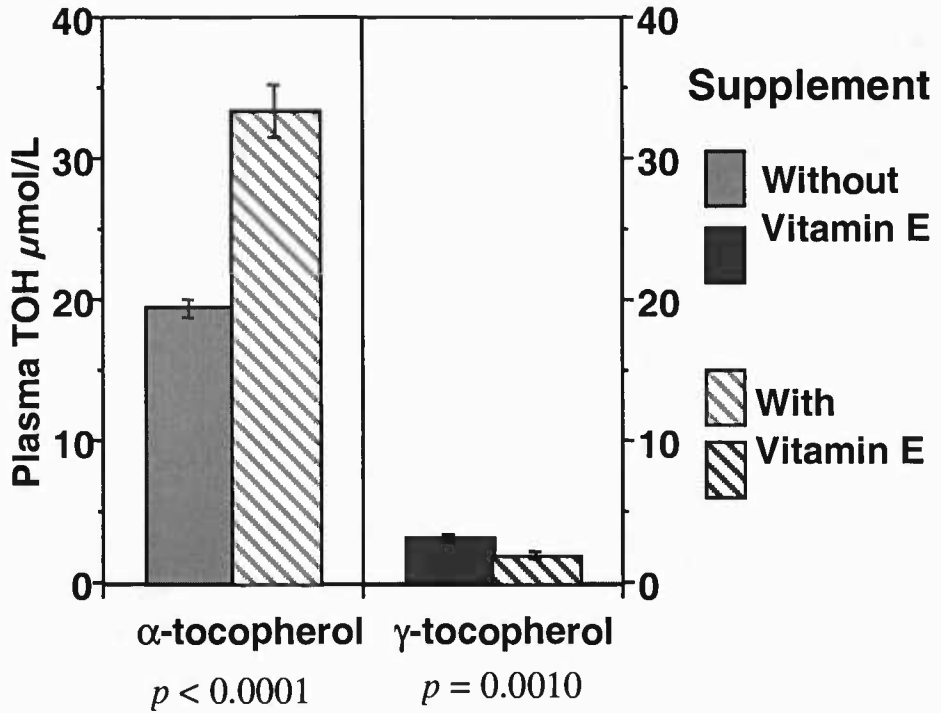 40
30
20
10
0
Plasma TOH µmol/L
40
30
20
10
0
Supplement
Without
Vitamin E
With
Vitamin E
α-tocopherol γ-tocopherol
p < 0.0001 p = 0.0010